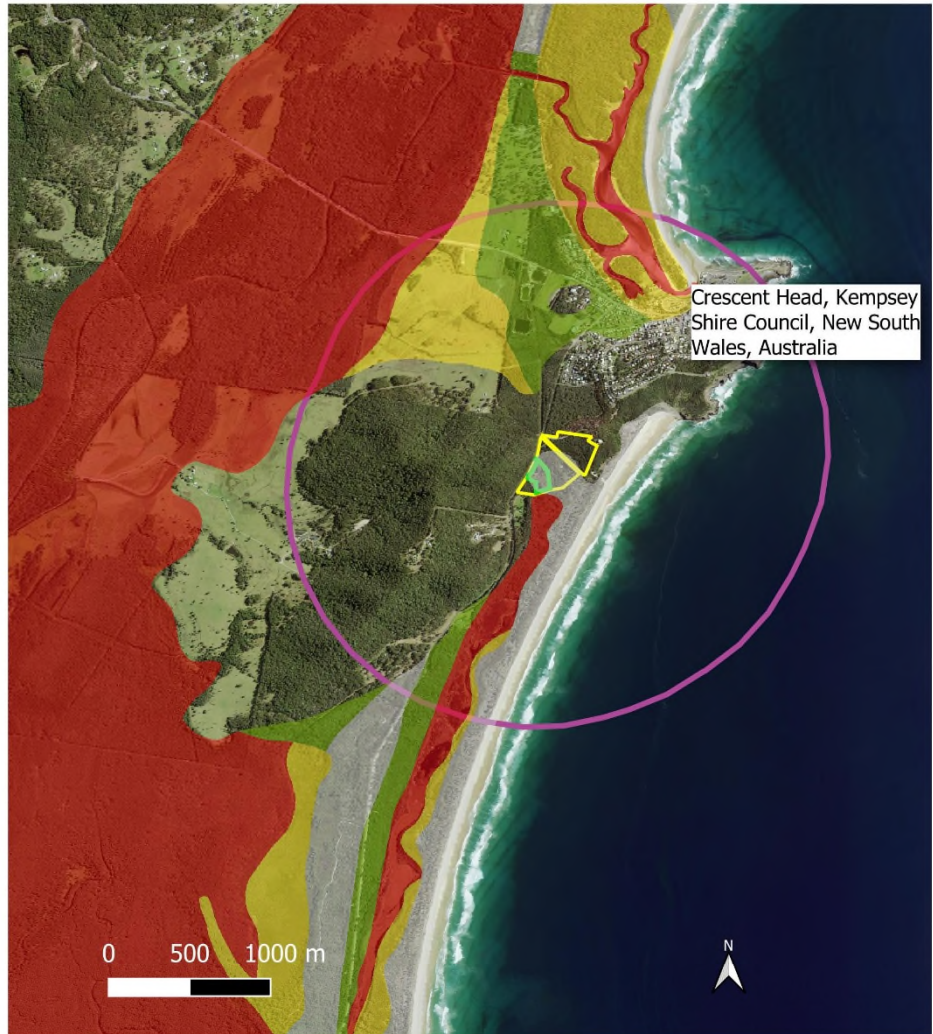 Crescent Head, Kempsey
Shire Council, New South
Wales, Australia
0 500 1000 m
N